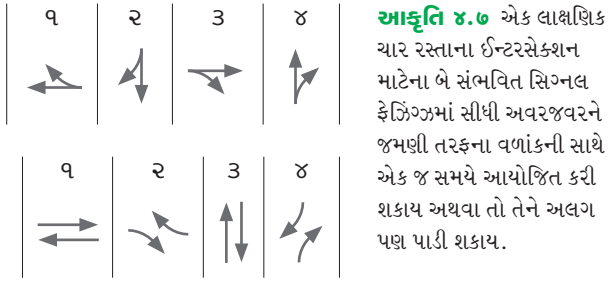 ૧ ૨ ૩ ૪
૧ ૨ ૩ ૪
આકૃતિ ૪.૭ એક લાક્ષણિક
ચાર રસ્તાના ઈન્ટરસેક્શન
માટેના બે સંભવિત સિગ્નલ
ફેઝિંગ્ઝમાં સીધી અવરજવરને
જમણી તરફના વળાંકની સાથે
એક જ સમયે આયોજિત કરી
શકાય અથવા તો તેને અલગ
પણ પાડી શકાય.